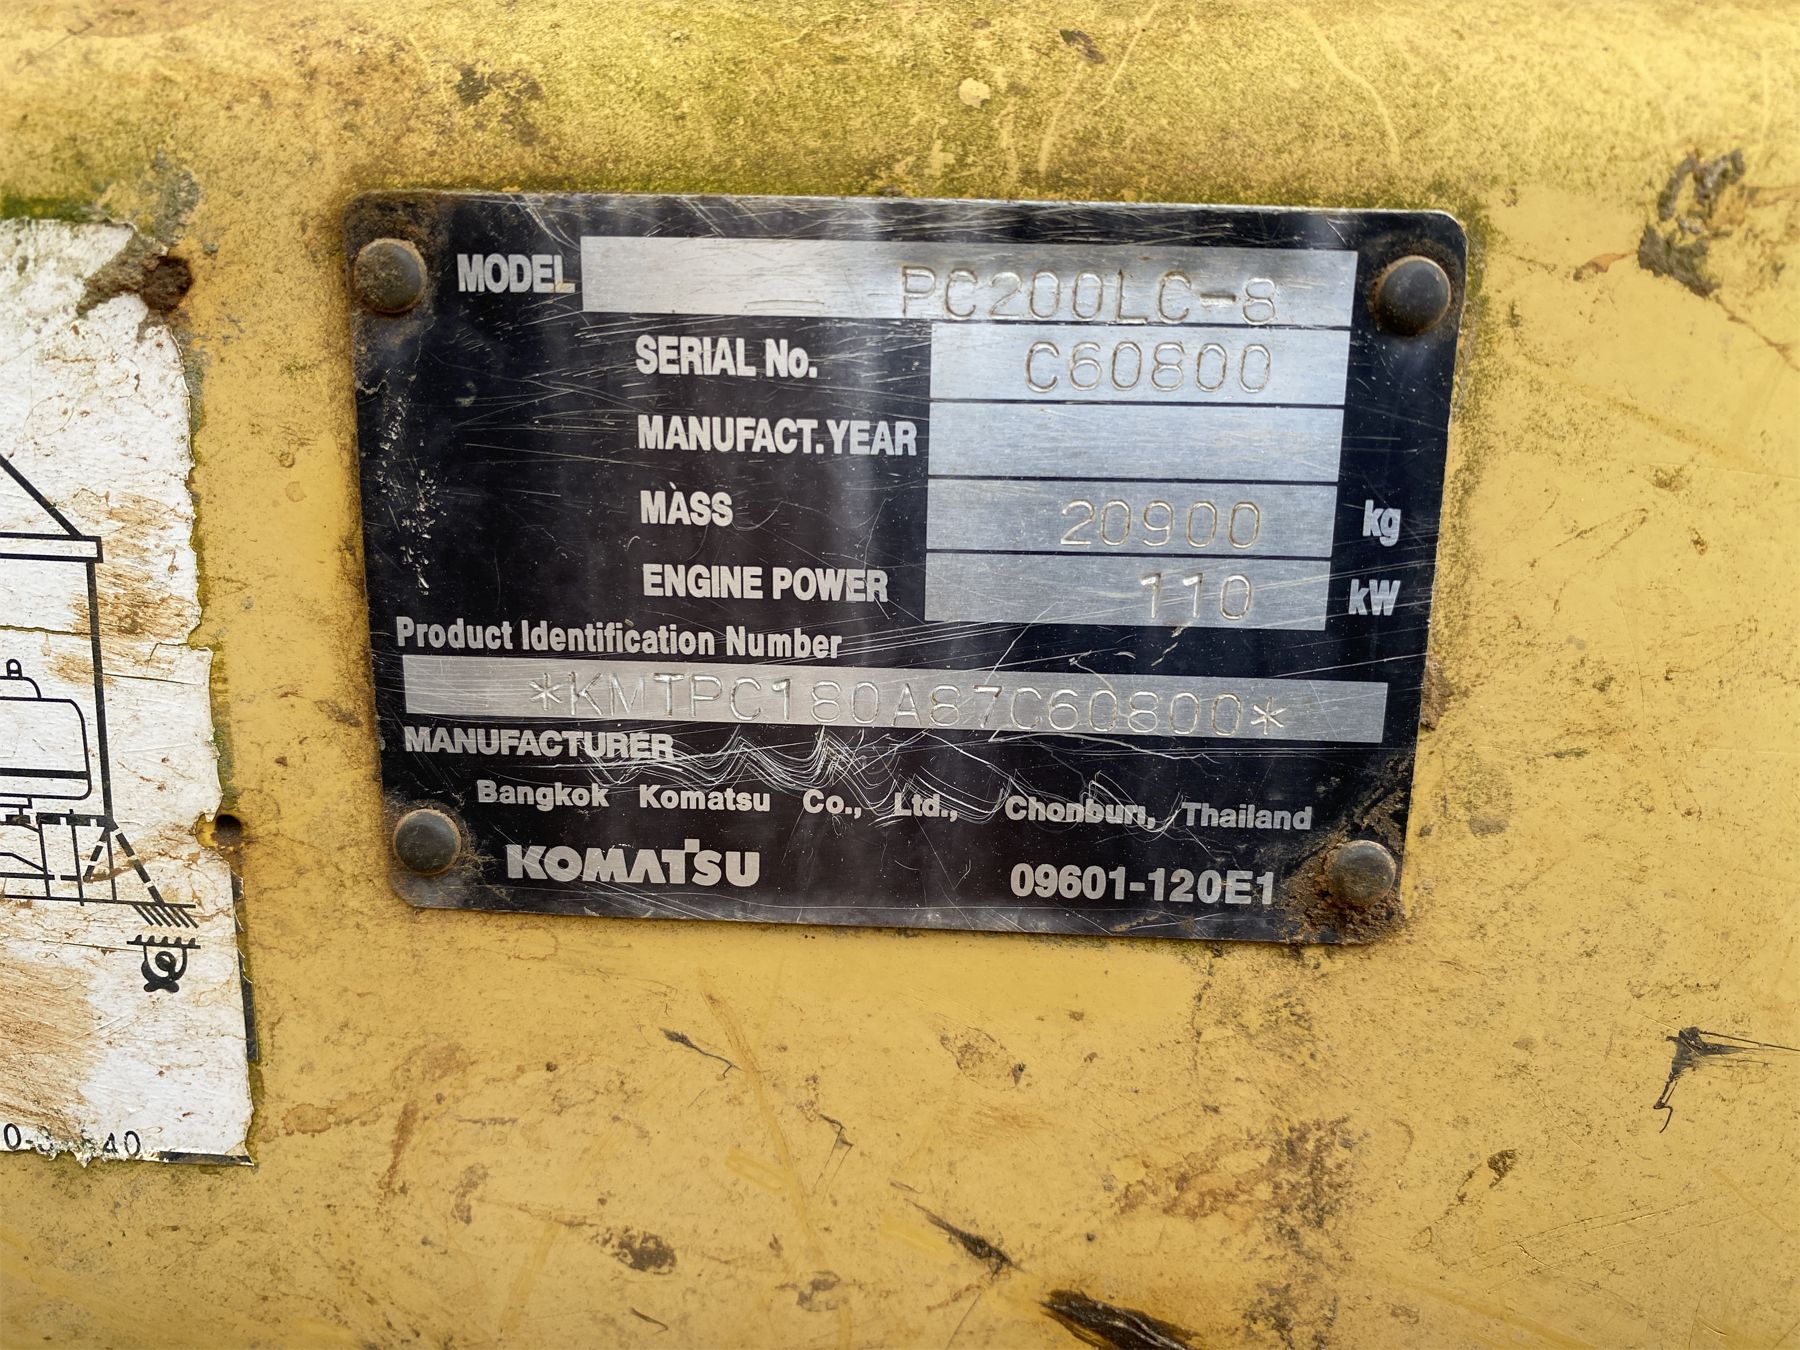 MODEL PC200LC-8
SERIAL No. C60800
MANUFACT.YEAR
MASS 20900 kg
ENGINE POWER 110 kW
Product Identification Number
*KMTPC180A87C60800*
MANUFACTURER
Bangkok Komatsu Co., Ltd., Chonburi, Thailand
KOMATSU 09601-120E1